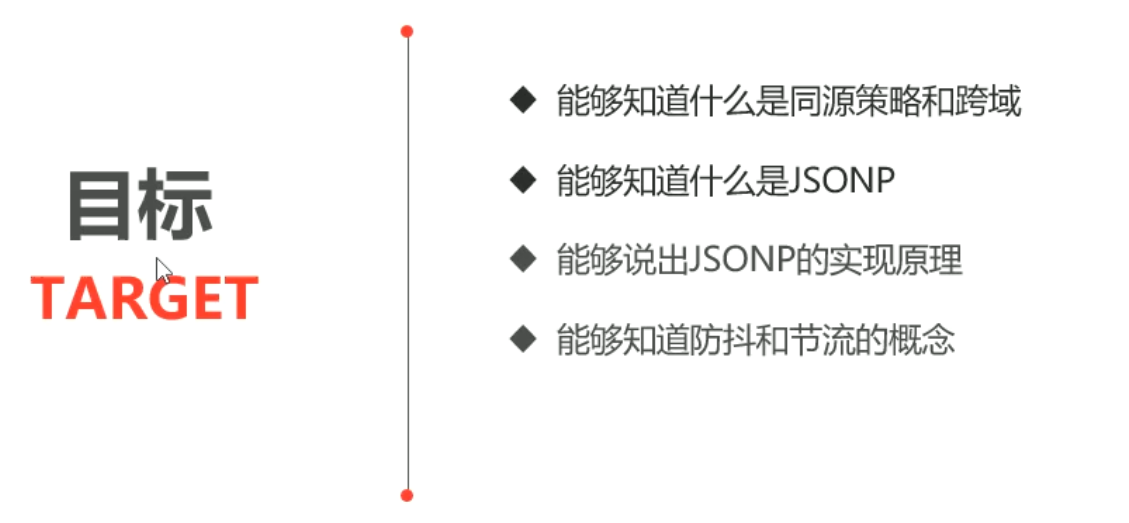 目标
TARGET
能够知道什么是同源策略和跨域
能够知道什么是JSONP
能够说出JSONP的实现原理
能够知道防抖和节流的概念